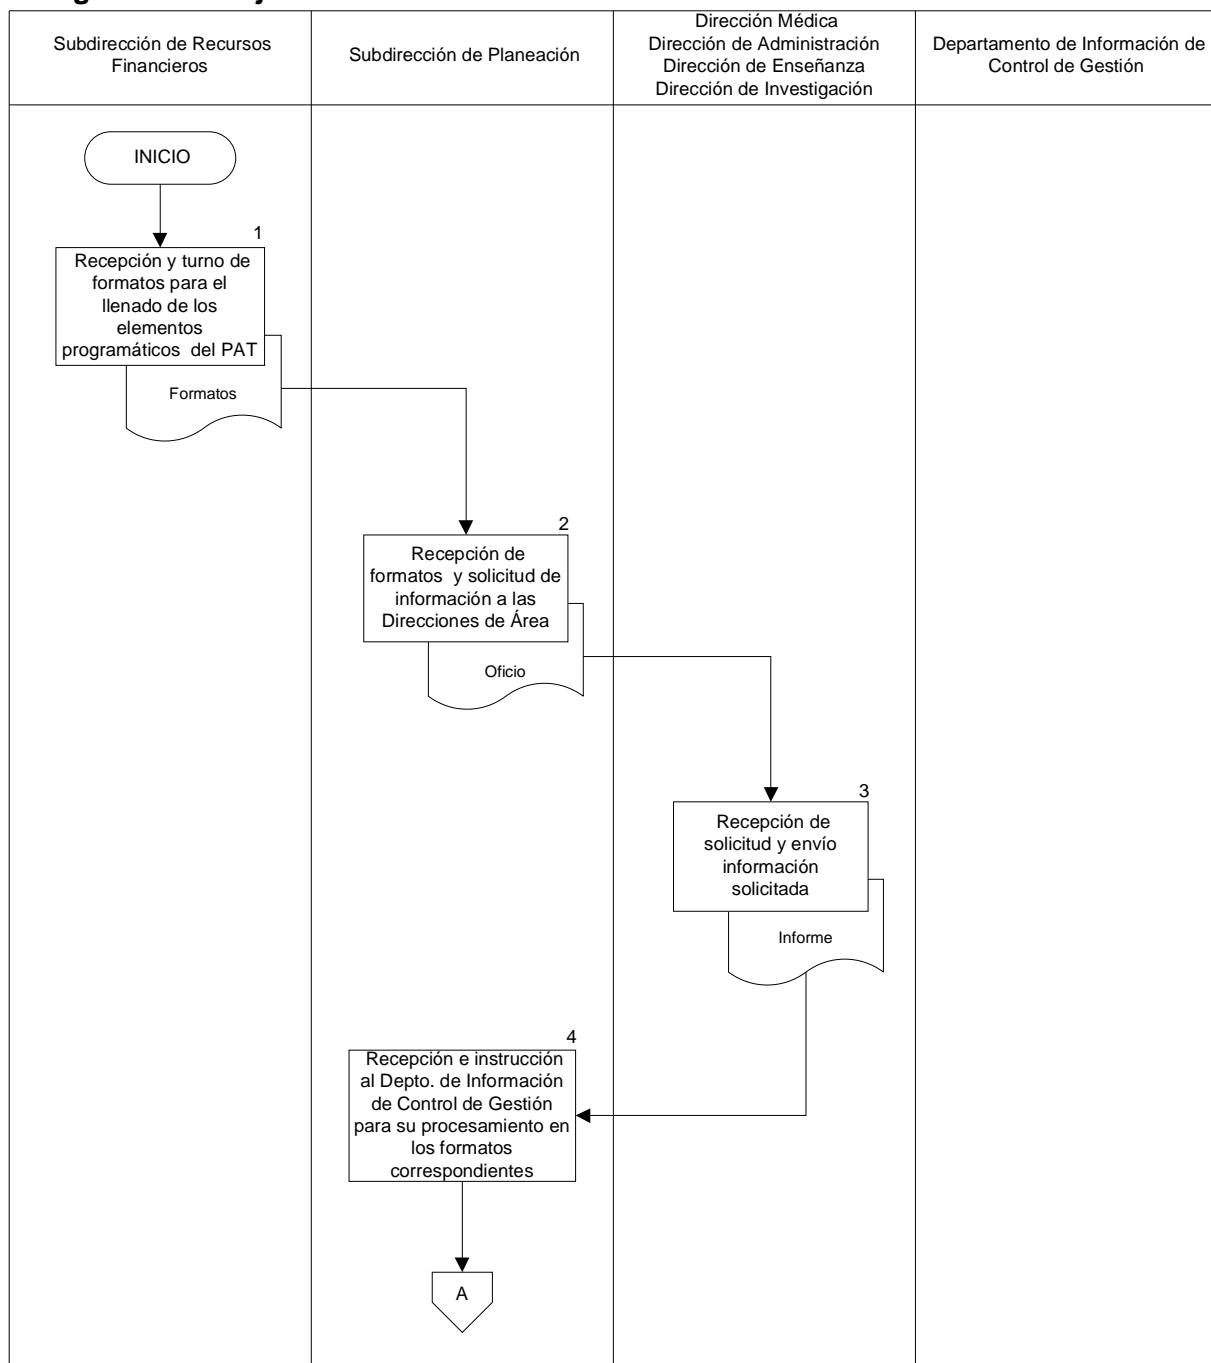 Subdirección de Recursos
Financieros
Subdirección de Planeación
Dirección Médica
Dirección de Administración
Dirección de Enseñanza
Dirección de Investigación
Departamento de Información de
Control de Gestión
INICIO
1
Recepción y turno de
formatos para el
llenado de los
elementos
programáticos del PAT
Formatos
2
Recepción de
formatos y solicitud de
información a las
Direcciones de Área
Oficio
3
Recepción de
solicitud y envío
información
solicitada
Informe
4
Recepción e instrucción
al Depto. de Información
de Control de Gestión
para su procesamiento en
los formatos
correspondientes
A